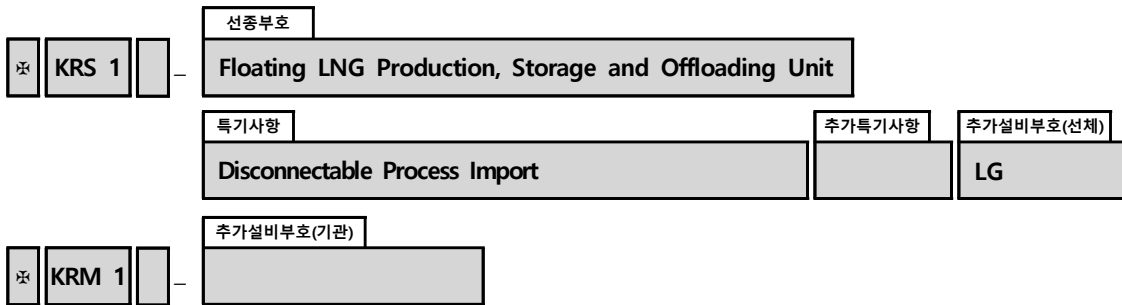 선종부호
✠ KRS 1 – Floating LNG Production, Storage and Offloading Unit
특기사항 추가특기사항 추가설비부호(선체)
Disconnectable Process Import LG
추가설비부호(기관)
✠ KRM 1 –